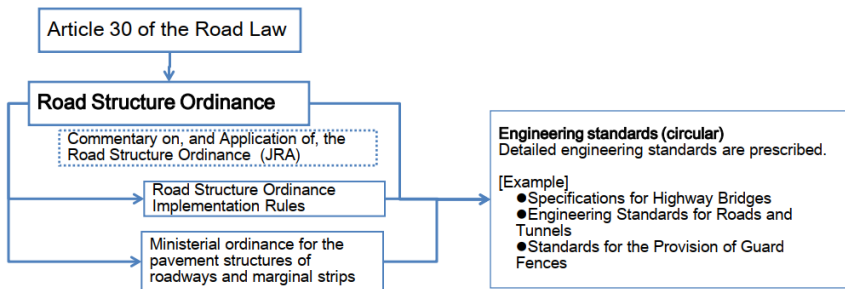 Article 30 of the Road Law
Road Structure Ordinance
Commentary on, and Application of, the
Road Structure Ordinance (JRA)
Road Structure Ordinance
Implementation Rules
Ministerial ordinance for the
pavement structures of
roadways and marginal strips
Engineering standards (circular)
Detailed engineering standards are prescribed.
[Example]
●Specifications for Highway Bridges
●Engineering Standards for Roads and
Tunnels
●Standards for the Provision of Guard
Fences